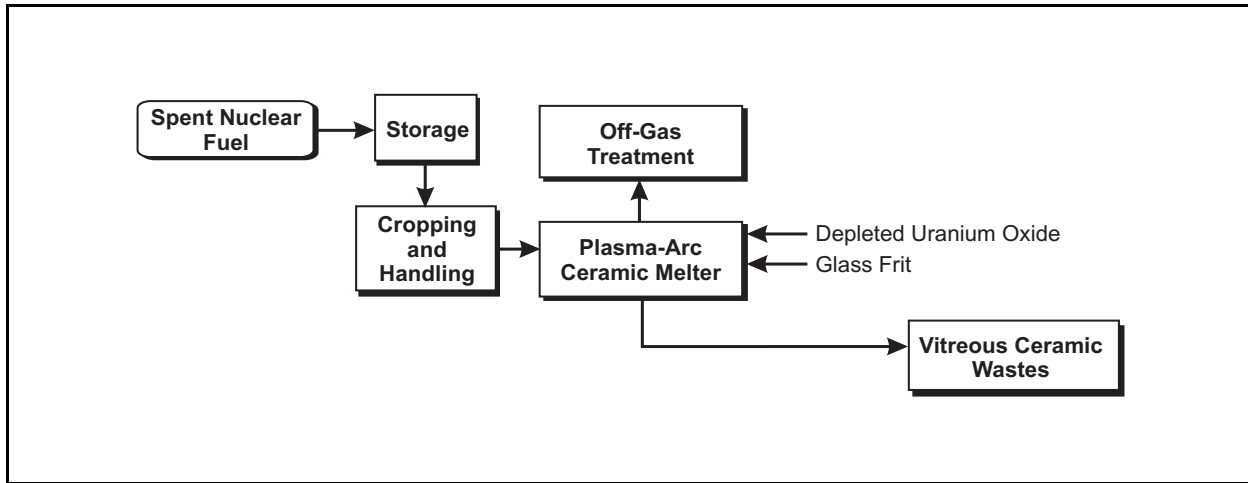 Spent Nuclear
Fuel
Storage
Off-Gas
Treatment
Cropping
and
Handling
Plasma-Arc
Ceramic Melter
Depleted Uranium Oxide
Glass Frit
Vitreous Ceramic
Wastes